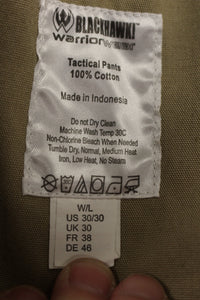 BLACKHAWK!
Warrior
Tactical Pants
100% Cotton
Made in Indonesia
Do not Dry Clean
Machine Wash Temp 30C
Non-Chlorine Bleach When Needed
Tumble Dry, Normal, Medium Heat
Iron, Low Heat, No Steam
W/L
US 30/30
UK 30
FR 38
DE 46